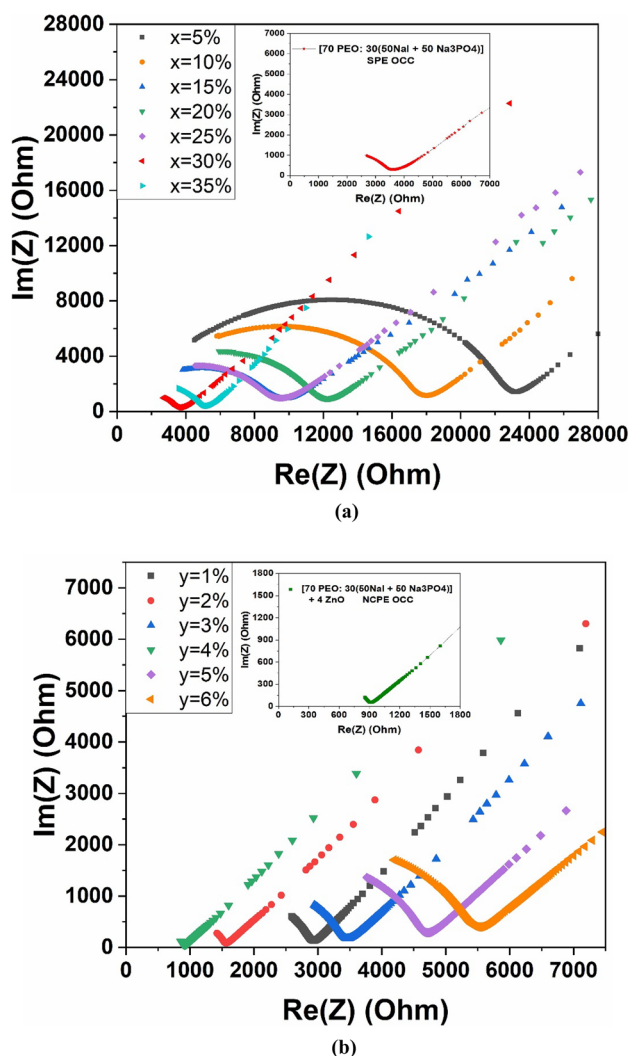 28000
24000
20000
16000
12000
8000
4000
0
Im(Z) (Ohm)
x=5%
x=10%
x=15%
x=20%
x=25%
x=30%
x=35%
[70 PEO: 30(50NaI + 50 Na3PO4)]
SPE OCC
7000
6000
5000
4000
3000
2000
1000
0
Im(Z) (Ohm)
0 1000 2000 3000 4000 5000 6000 7000
Re(Z) (Ohm)
0 4000 8000 12000 16000 20000 24000 28000
Re(Z) (Ohm)
(a)
7000
6000
5000
4000
3000
2000
1000
0
Im(Z) (Ohm)
y=1%
y=2%
y=3%
y=4%
y=5%
y=6%
[70 PEO: 30(50NaI + 50 Na3PO4)]
+ 4 ZnO NCPE OCC
1800
1500
1200
900
600
300
0
Im(Z) (Ohm)
0 300 600 900 1200 1500 1800
Re(Z) (Ohm)
0 1000 2000 3000 4000 5000 6000 7000
Re(Z) (Ohm)
(b)